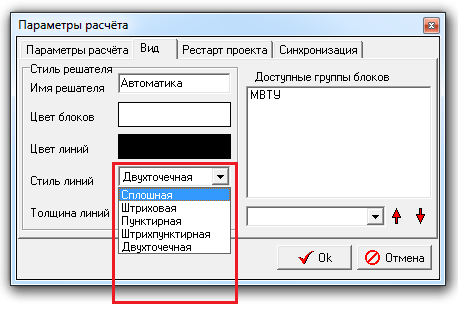 Параметры расчёта
Параметры расчёта Вид Рестарт проекта Синхронизация
Стиль решателя
Имя решателя Автоматика
Цвет блоков
Цвет линий
Стиль линий Двухточечная
Сплошная
Штриховая
Пунктирная
Штрихпунктирная
Двухточечная
Толщина линий
Доступные группы блоков
МВТУ
Ok Отмена